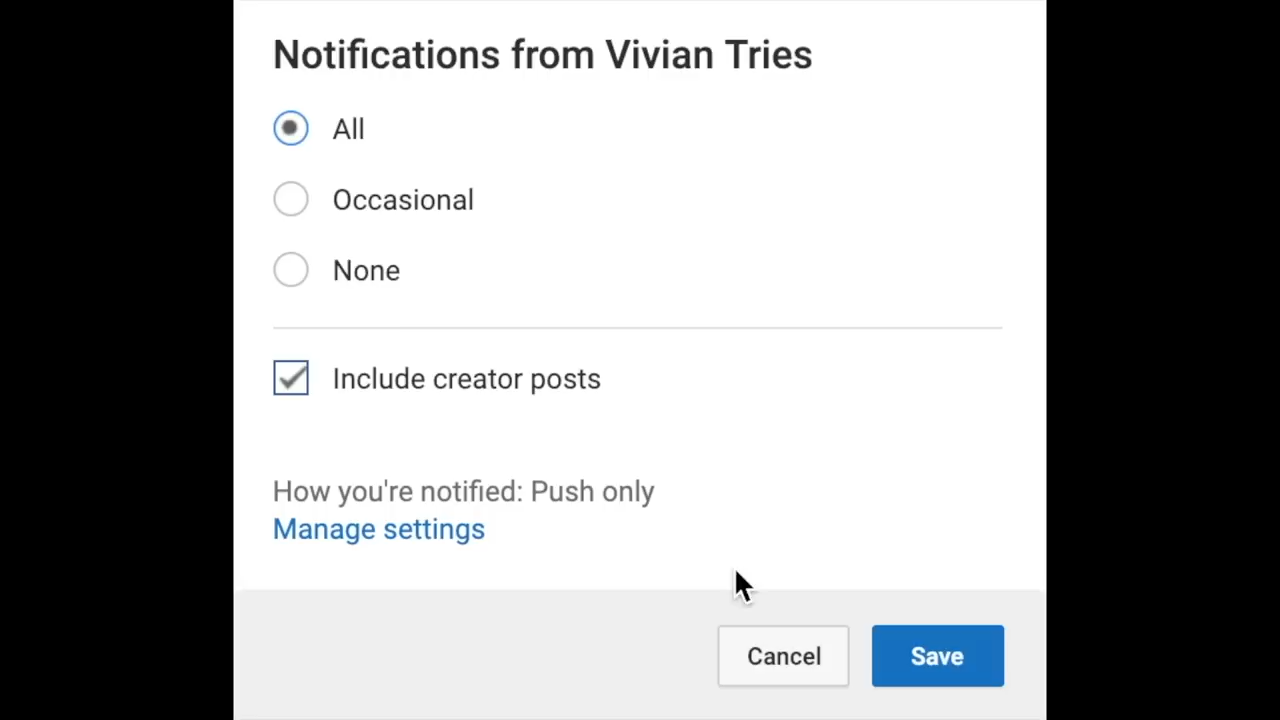 Notifications from Vivian Tries
All
Occasional
None
Include creator posts
How you're notified: Push only
Manage settings
Cancel
Save